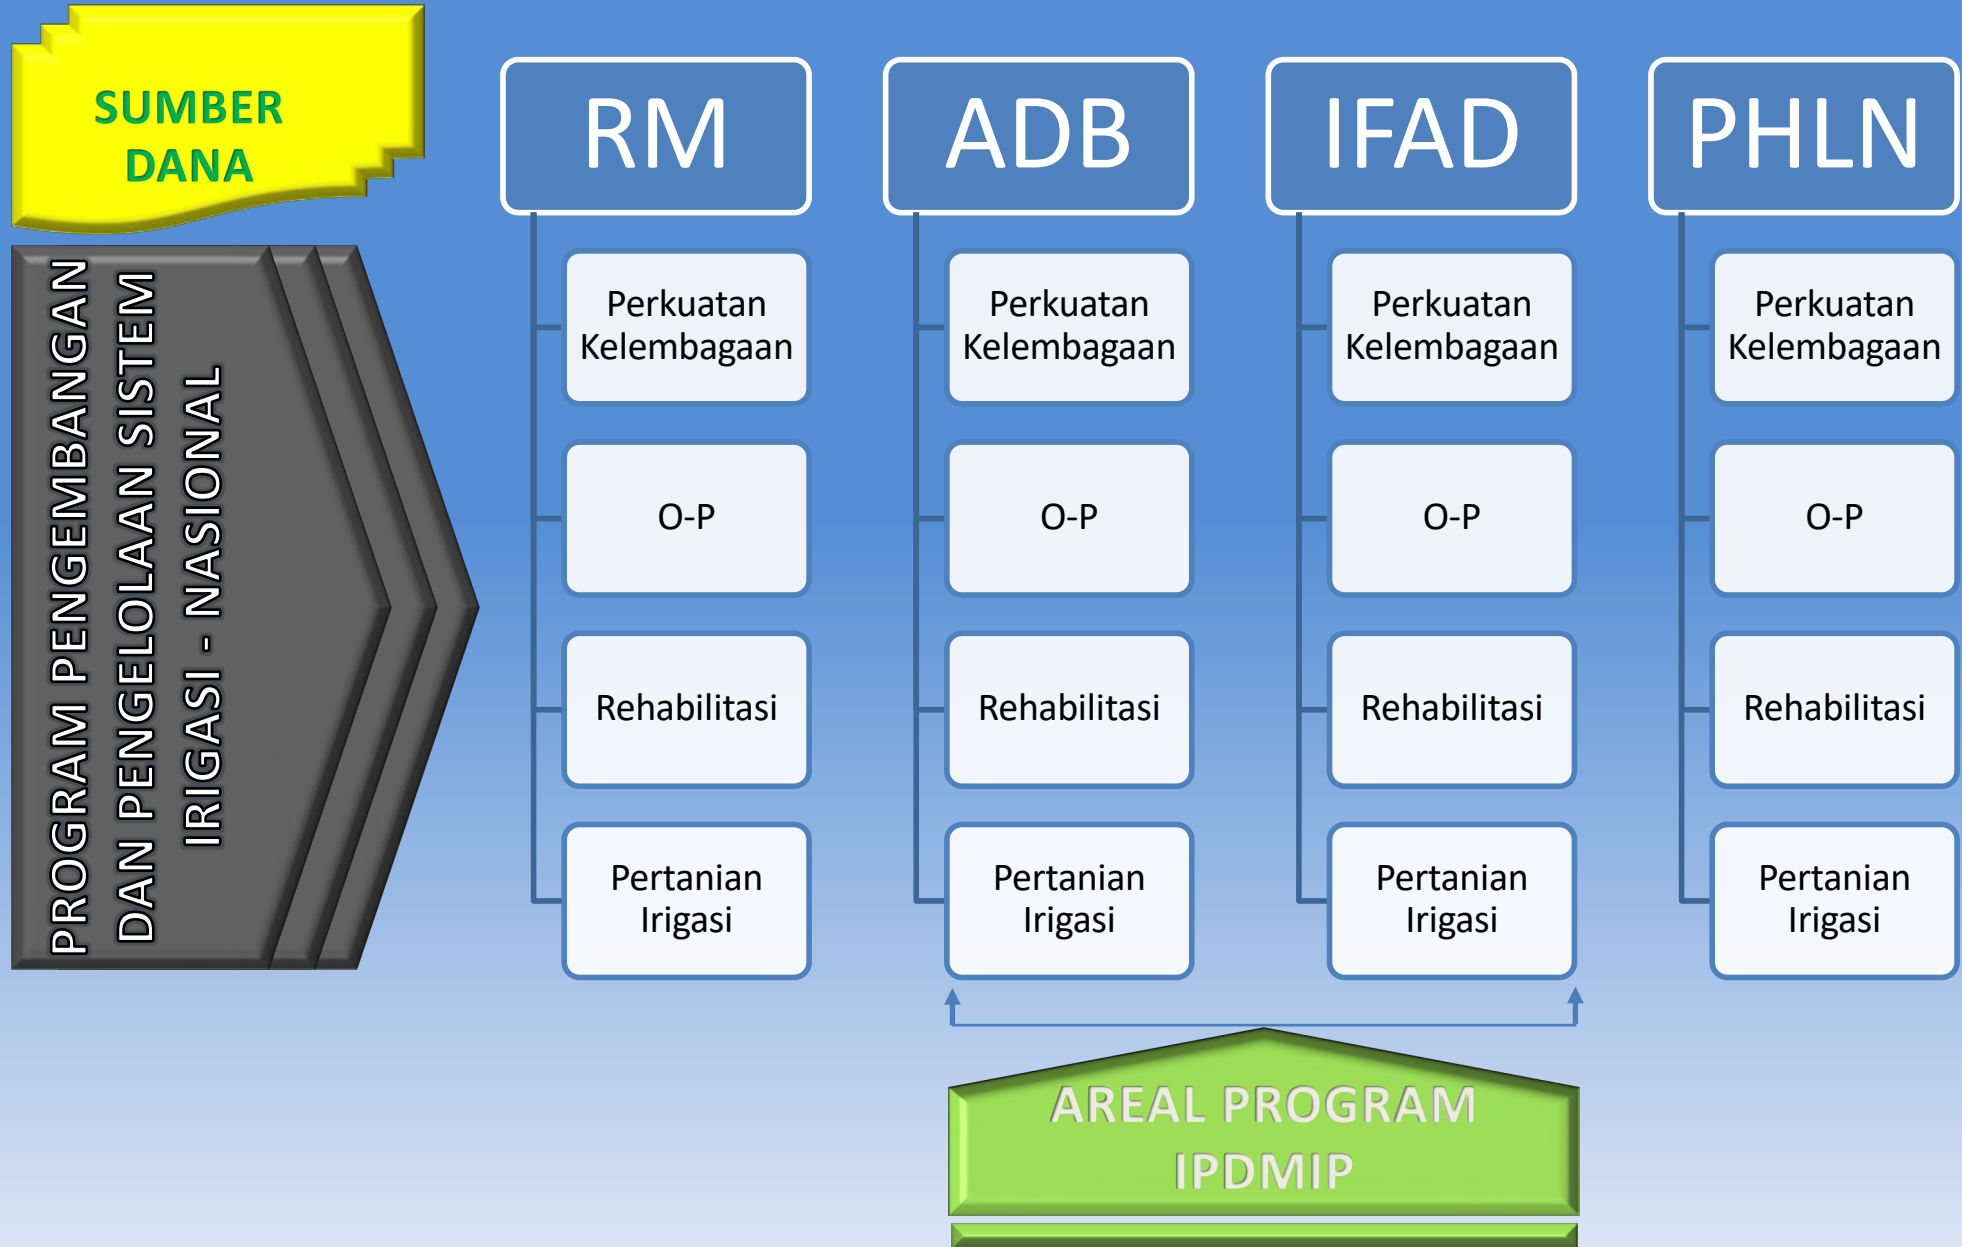 SUMBER
DANA
PROGRAM PENGEMBANGAN
DAN PENGELOLAAN SISTEM
IRIGASI - NASIONAL
RM
Perkuatan
Kelembagaan
O-P
Rehabilitasi
Pertanian
Irigasi
ADB
Perkuatan
Kelembagaan
O-P
Rehabilitasi
Pertanian
Irigasi
IFAD
Perkuatan
Kelembagaan
O-P
Rehabilitasi
Pertanian
Irigasi
PHLN
Perkuatan
Kelembagaan
O-P
Rehabilitasi
Pertanian
Irigasi
AREAL PROGRAM
IPDMIP